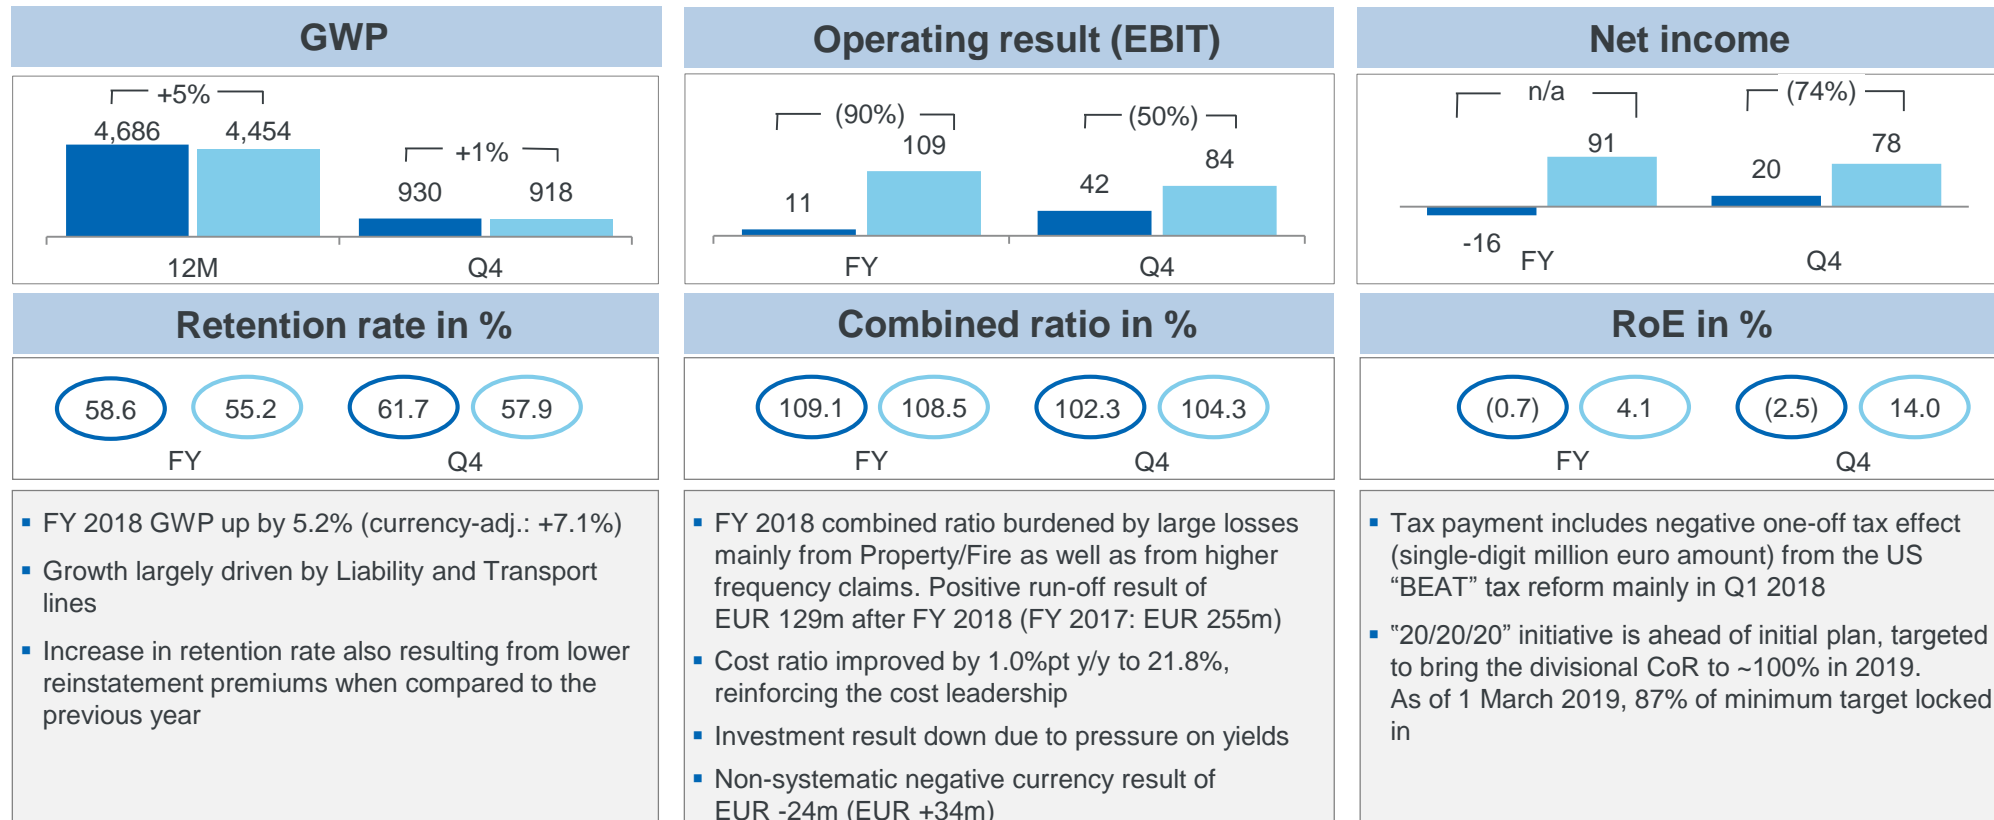 GWP
+5%
4,686
4,454
+1%
930
918
12M
Q4
Operating result (EBIT)
(90%)
109
11
(50%)
84
42
FY
Q4
Net income
n/a
91
-16
(74%)
78
20
FY
Q4
Retention rate in %
58.6
55.2
61.7
57.9
FY
Q4
Combined ratio in %
109.1
108.5
102.3
104.3
FY
Q4
RoE in %
(0.7)
4.1
(2.5)
14.0
FY
Q4
▪ FY 2018 GWP up by 5.2% (currency-adj.: +7.1%)
▪ Growth largely driven by Liability and Transport
lines
▪ Increase in retention rate also resulting from lower
reinstatement premiums when compared to the
previous year
▪ FY 2018 combined ratio burdened by large losses
mainly from Property/Fire as well as from higher
frequency claims. Positive run-off result of
EUR 129m after FY 2018 (FY 2017: EUR 255m)
▪ Cost ratio improved by 1.0%pt y/y to 21.8%,
reinforcing the cost leadership
▪ Investment result down due to pressure on yields
▪ Non-systematic negative currency result of
EUR -24m (EUR +34m)
▪ Tax payment includes negative one-off tax effect
(single-digit million euro amount) from the US
“BEAT” tax reform mainly in Q1 2018
▪ “20/20/20” initiative is ahead of initial plan, targeted
to bring the divisional CoR to ~100% in 2019.
As of 1 March 2019, 87% of minimum target locked
in